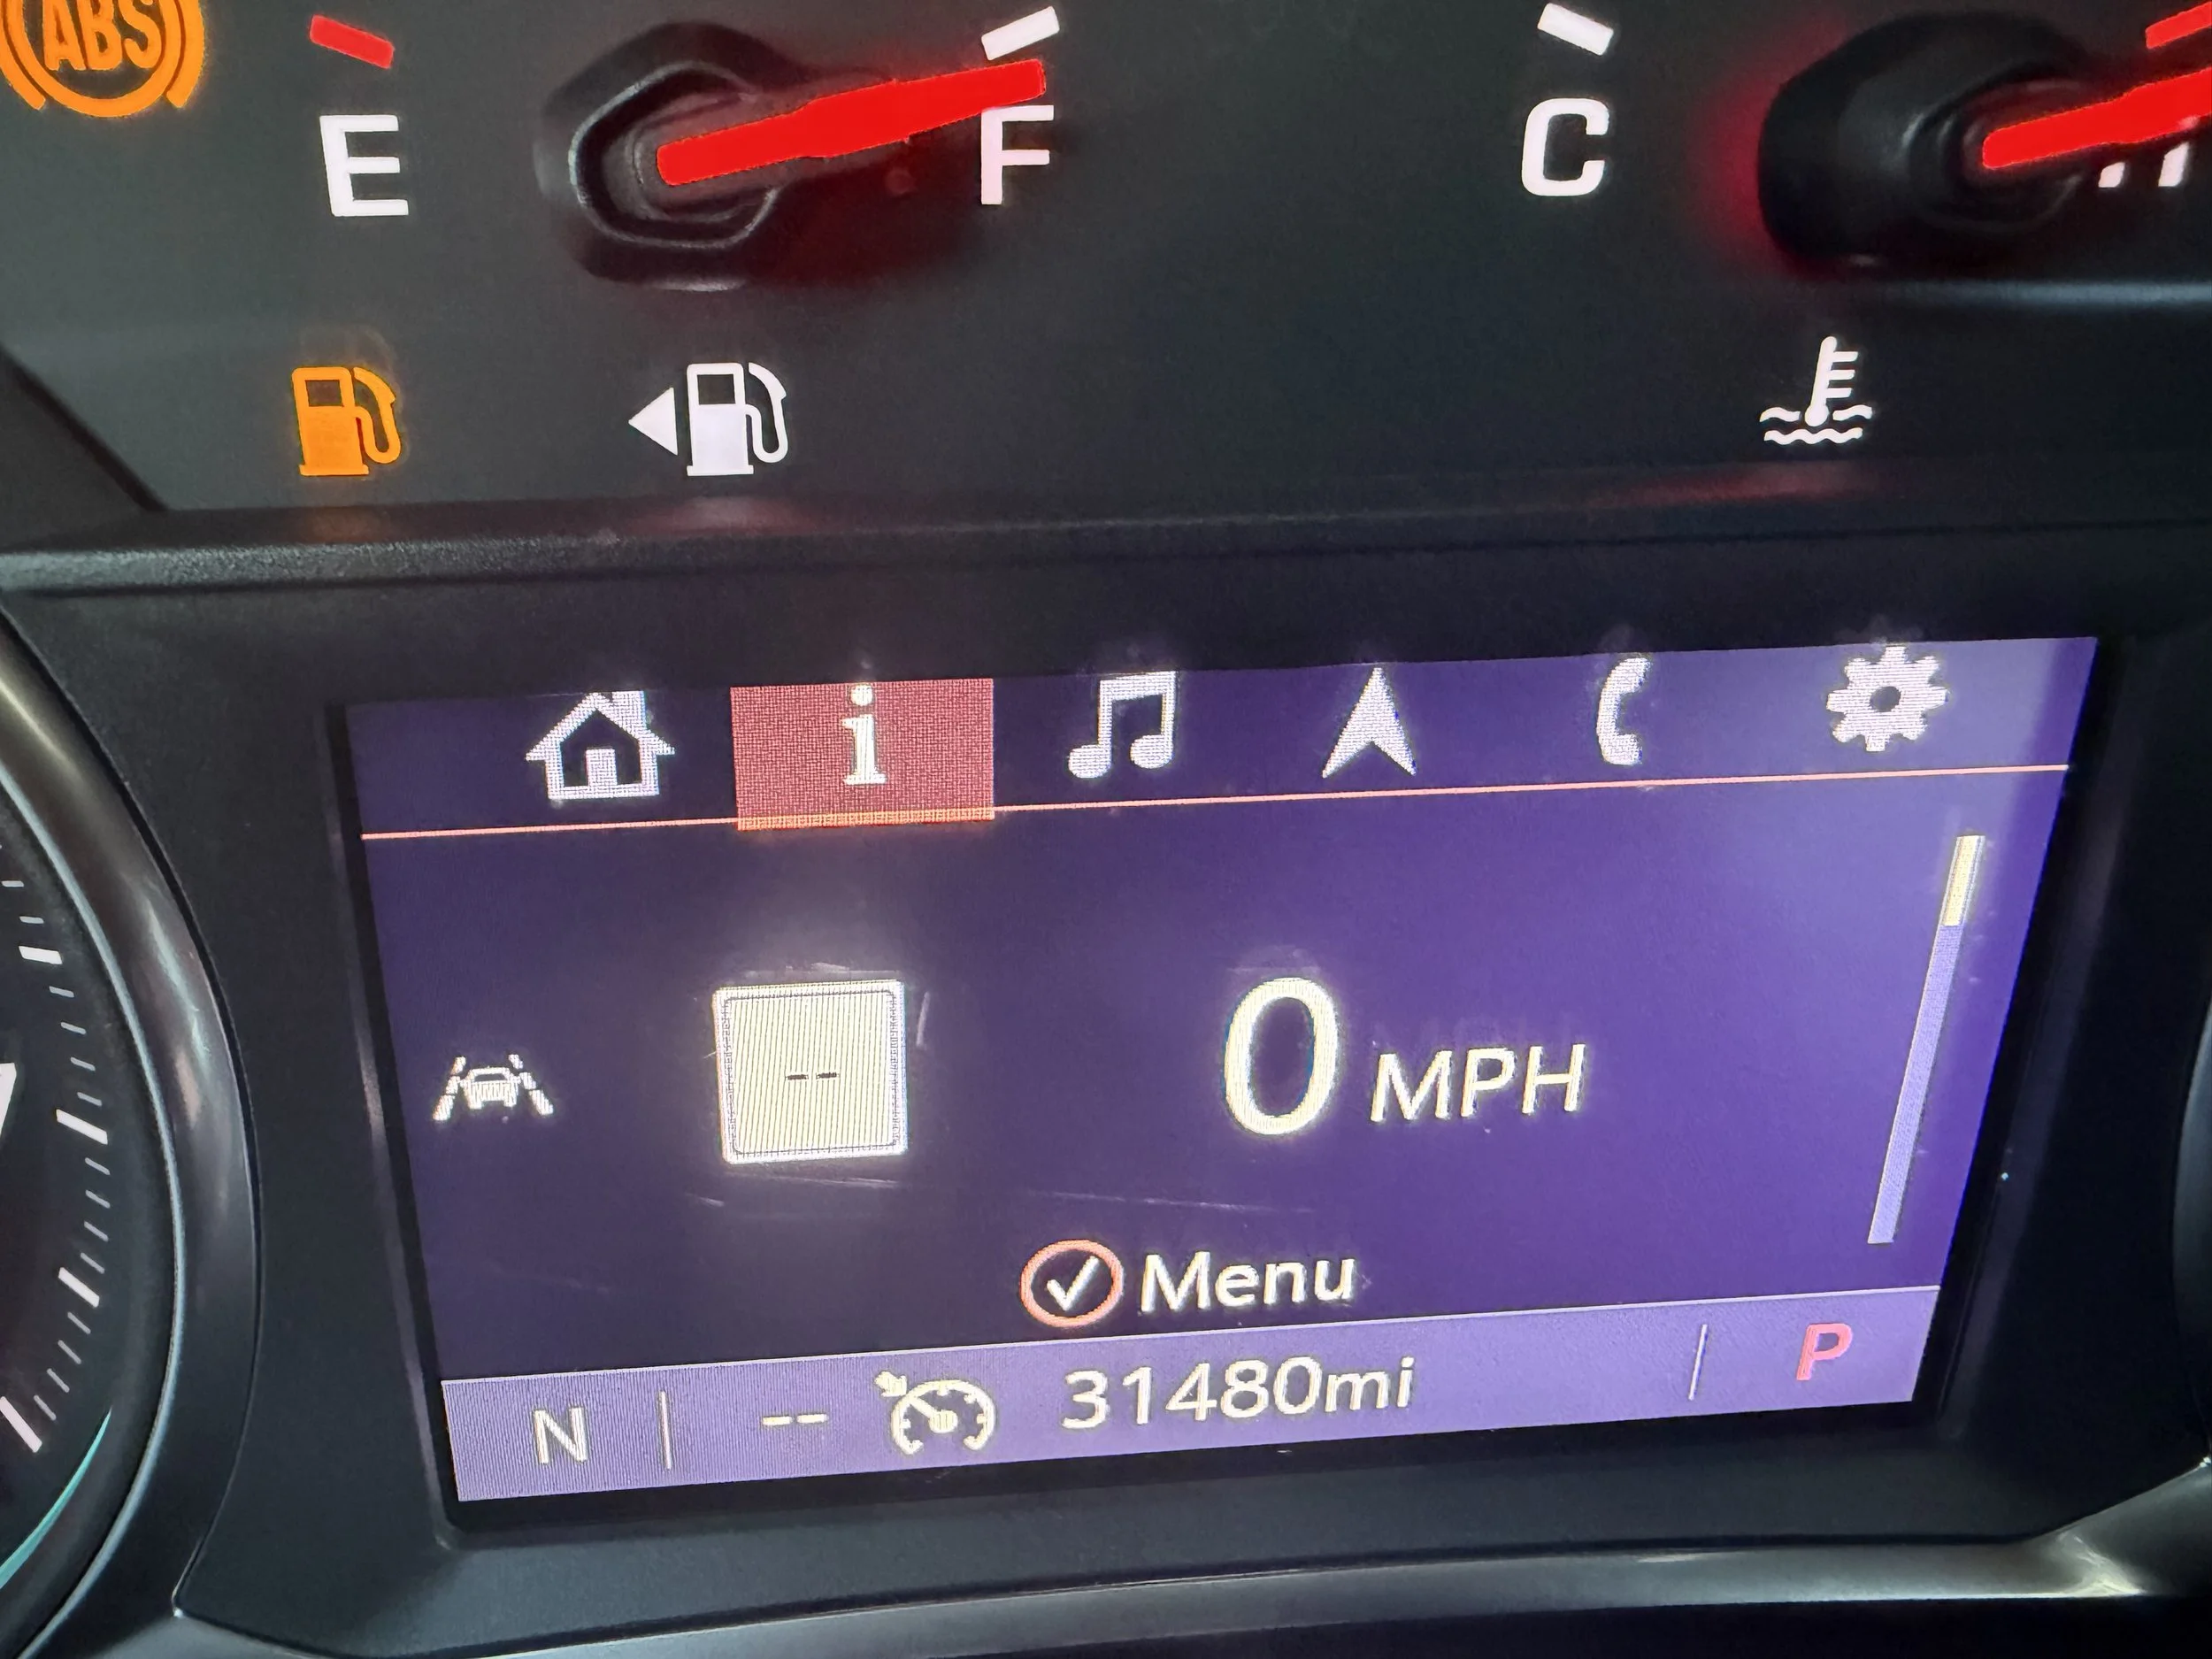 ABS
E F C
i
-- 0 MPH
Menu
N -- 31480mi P